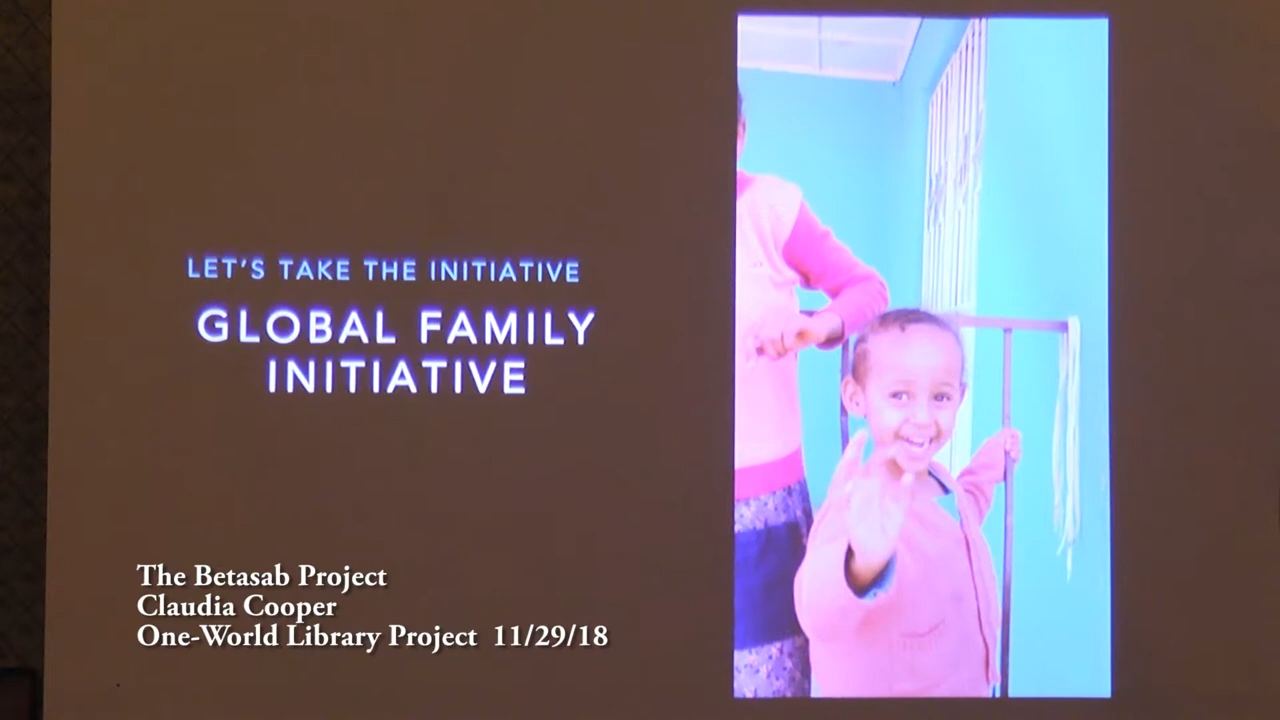 LET'S TAKE THE INITIATIVE
GLOBAL FAMILY
INITIATIVE
The Betasab Project
Claudia Cooper
One-World Library Project 11/29/18